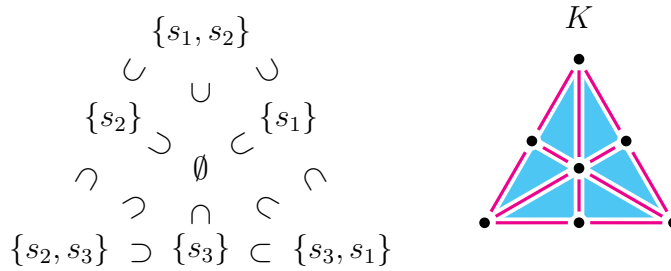 K
{s₁, s₂}
∪ ∪ ∪
{s₂} ∪ ∪ {s₁}
∅
∩ ∩ ∩ ∩ ∩
{s₂, s₃} ⊃ {s₃} ⊂ {s₃, s₁}